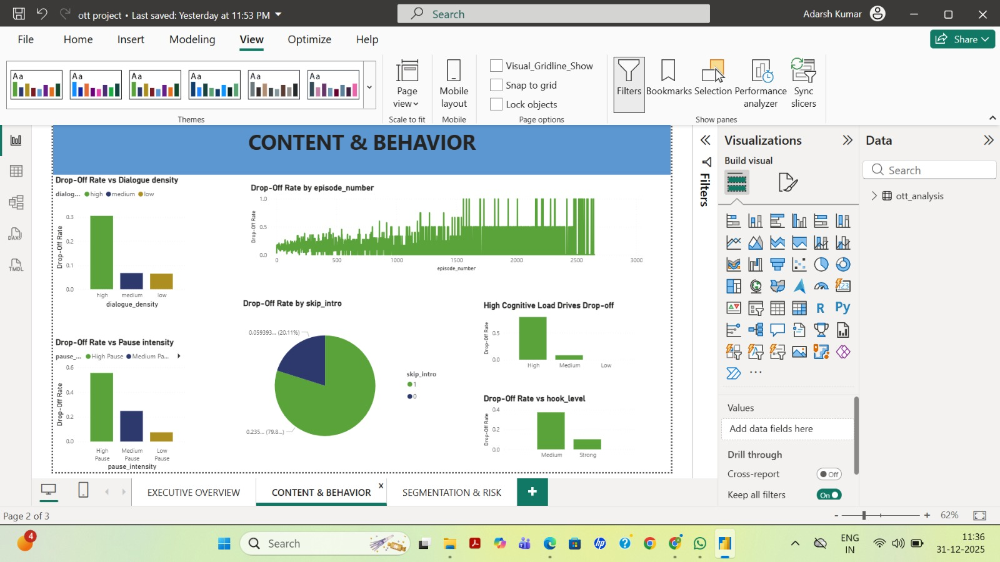 ott project • Last saved: Yesterday at 11:53 PM
Search
Adarsh Kumar
File Home Insert Modeling View Optimize Help
Share
Aa Aa Aa Aa Aa Aa
Page view
Mobile layout
Visual_Gridline_Show
Snap to grid
Lock objects
Filters
Bookmarks
Selection
Performance analyzer
Sync slicers
Themes
Scale to fit
Mobile
Page options
Show panes
DAX
TMDL
CONTENT & BEHAVIOR
Drop-Off Rate vs Dialogue density
dialog... high medium low
Drop-Off Rate
0.3
0.2
0.1
0.0
high medium low
dialogue_density
Drop-Off Rate by episode_number
Drop-Off Rate
1.0
0.5
0.0
0 500 1000 1500 2000 2500 3000
episode_number
Drop-Off Rate vs Pause intensity
pause_... High Pause Medium Pa...
Drop-Off Rate
0.6
0.4
0.2
0.0
High Pause
Medium Pause
Low Pause
pause_intensity
Drop-Off Rate by skip_intro
0.059393... (20.11%)
0.235... (79.8...)
skip_intro
1
0
High Cognitive Load Drives Drop-off
Drop-Off Rate
0.5
0.0
High Medium Low
Drop-Off Rate vs hook_level
Drop-Off Rate
0.4
0.2
0.0
Medium Strong
Filters
Visualizations
Build visual
123
R
Py
...
Values
Add data fields here
Drill through
Cross-report
Off
Keep all filters
On
Data
Search
ott_analysis
EXECUTIVE OVERVIEW
CONTENT & BEHAVIOR
x
SEGMENTATION & RISK
+
Page 2 of 3
- + 62%
4
Search
hp
ENG
IN
11:36
31-12-2025